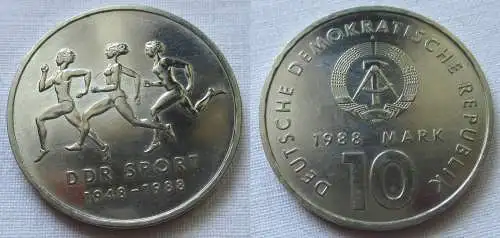 DDR SPORT
1948-1988
DEUTSCHE DEMOKRATISCHE REPUBLIK
1988 MARK
10